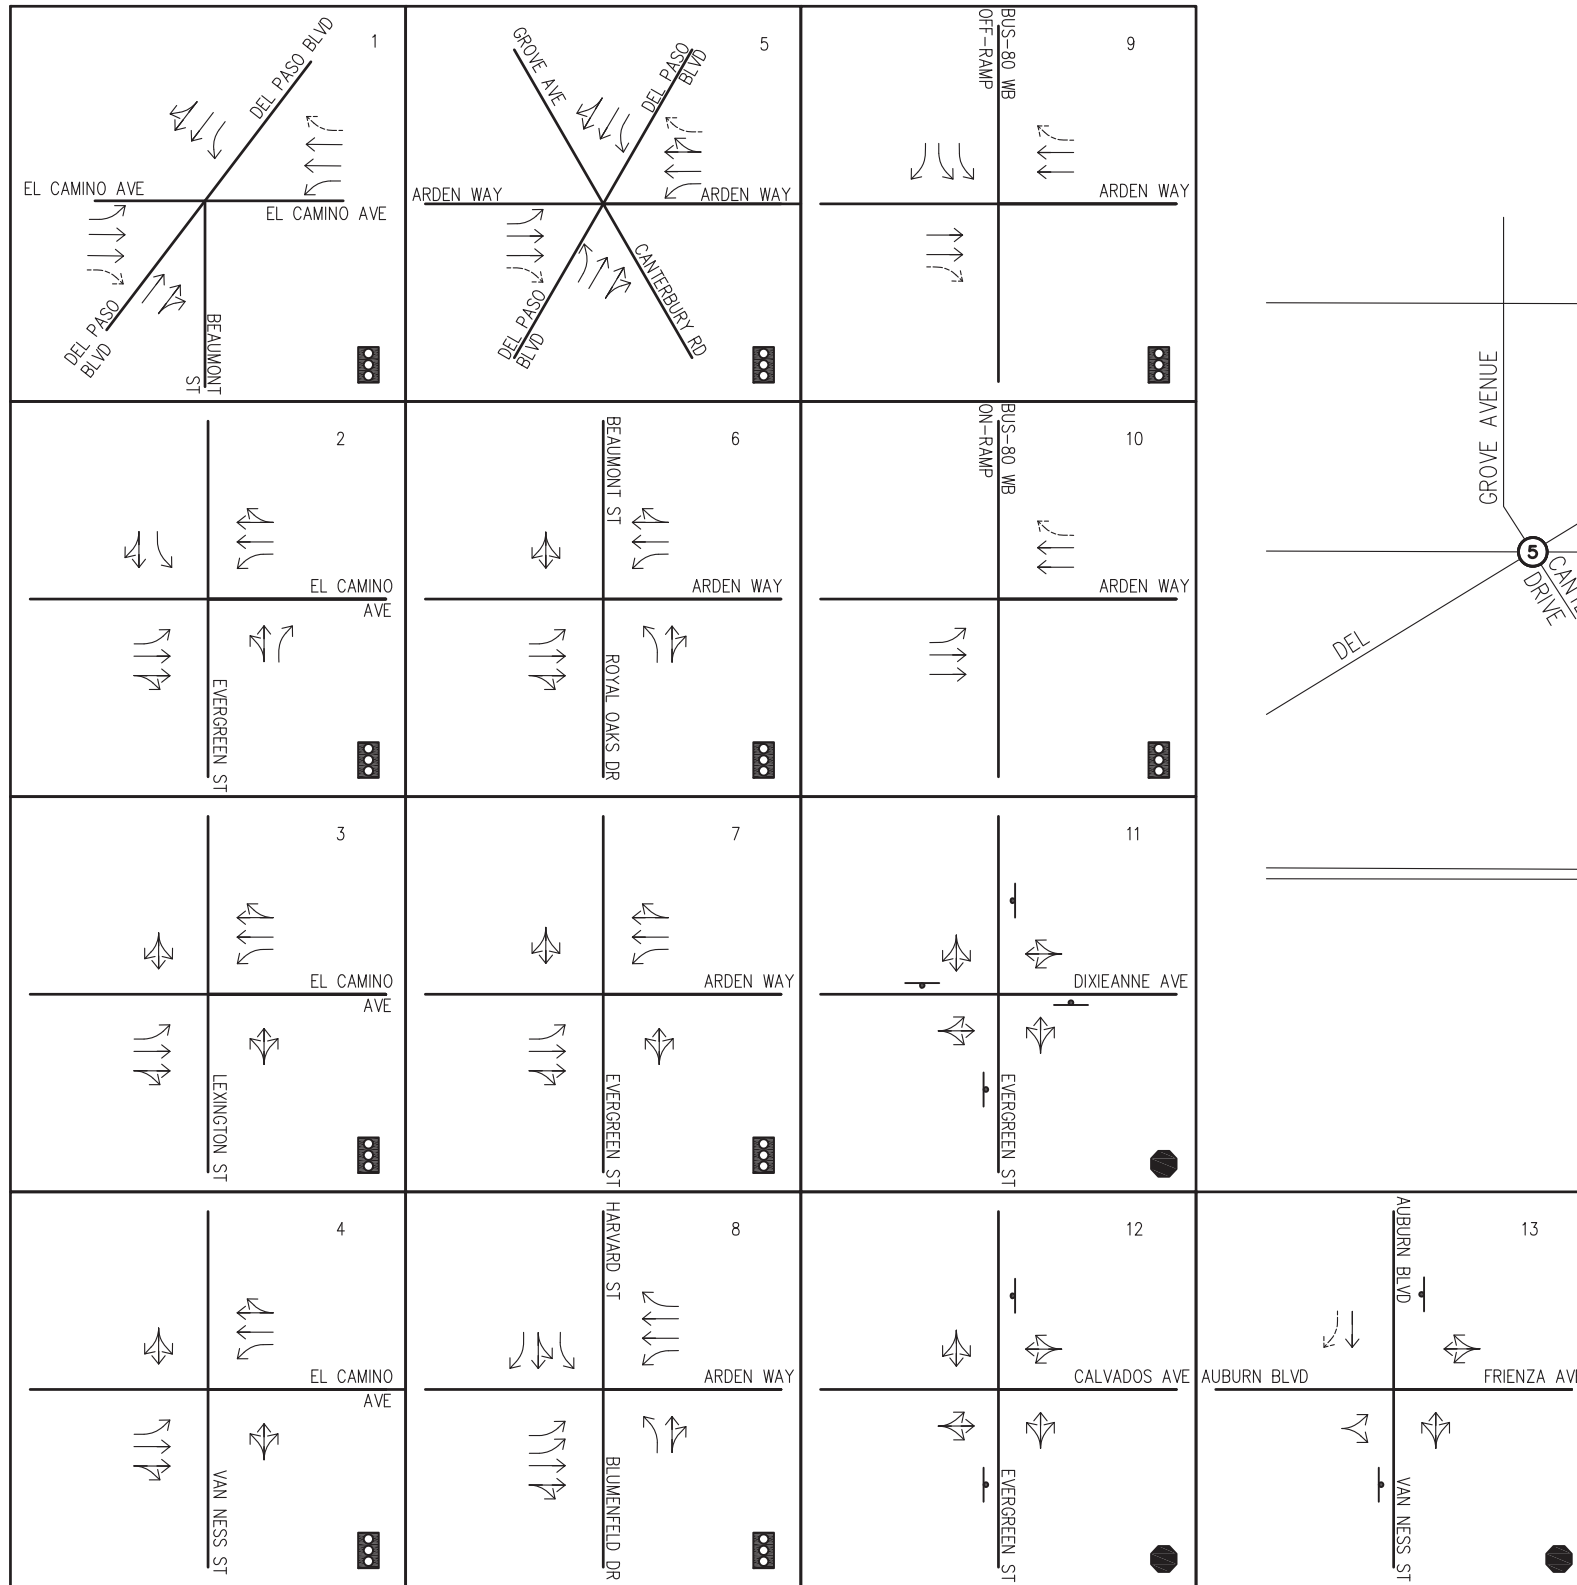 1
DEL PASO BLVD
EL CAMINO AVE
EL CAMINO AVE
DEL PASO
BLVD
BEAUMONT
ST
5
GROVE AVE
DEL PASO
BLVD
ARDEN WAY
ARDEN WAY
CANTERBURY RD
DEL PASO
BLVD
9
BUS-80 WB
OFF-RAMP
ARDEN WAY
2
EL CAMINO
AVE
EVERGREEN ST
6
BEAUMONT ST
ARDEN WAY
ROYAL OAKS DR
10
BUS-80 WB
ON-RAMP
ARDEN WAY
3
EL CAMINO
AVE
LEXINGTON ST
7
ARDEN WAY
EVERGREEN ST
11
DIXIEANNE AVE
EVERGREEN ST
4
EL CAMINO
AVE
VAN NESS ST
8
HARVARD ST
ARDEN WAY
BLUMENFELD DR
12
CALVADOS AVE
EVERGREEN ST
13
AUBURN BLVD
AUBURN BLVD
FRIENZA AVE
VAN NESS ST
GROVE AVENUE
5
DRIVE
DEL